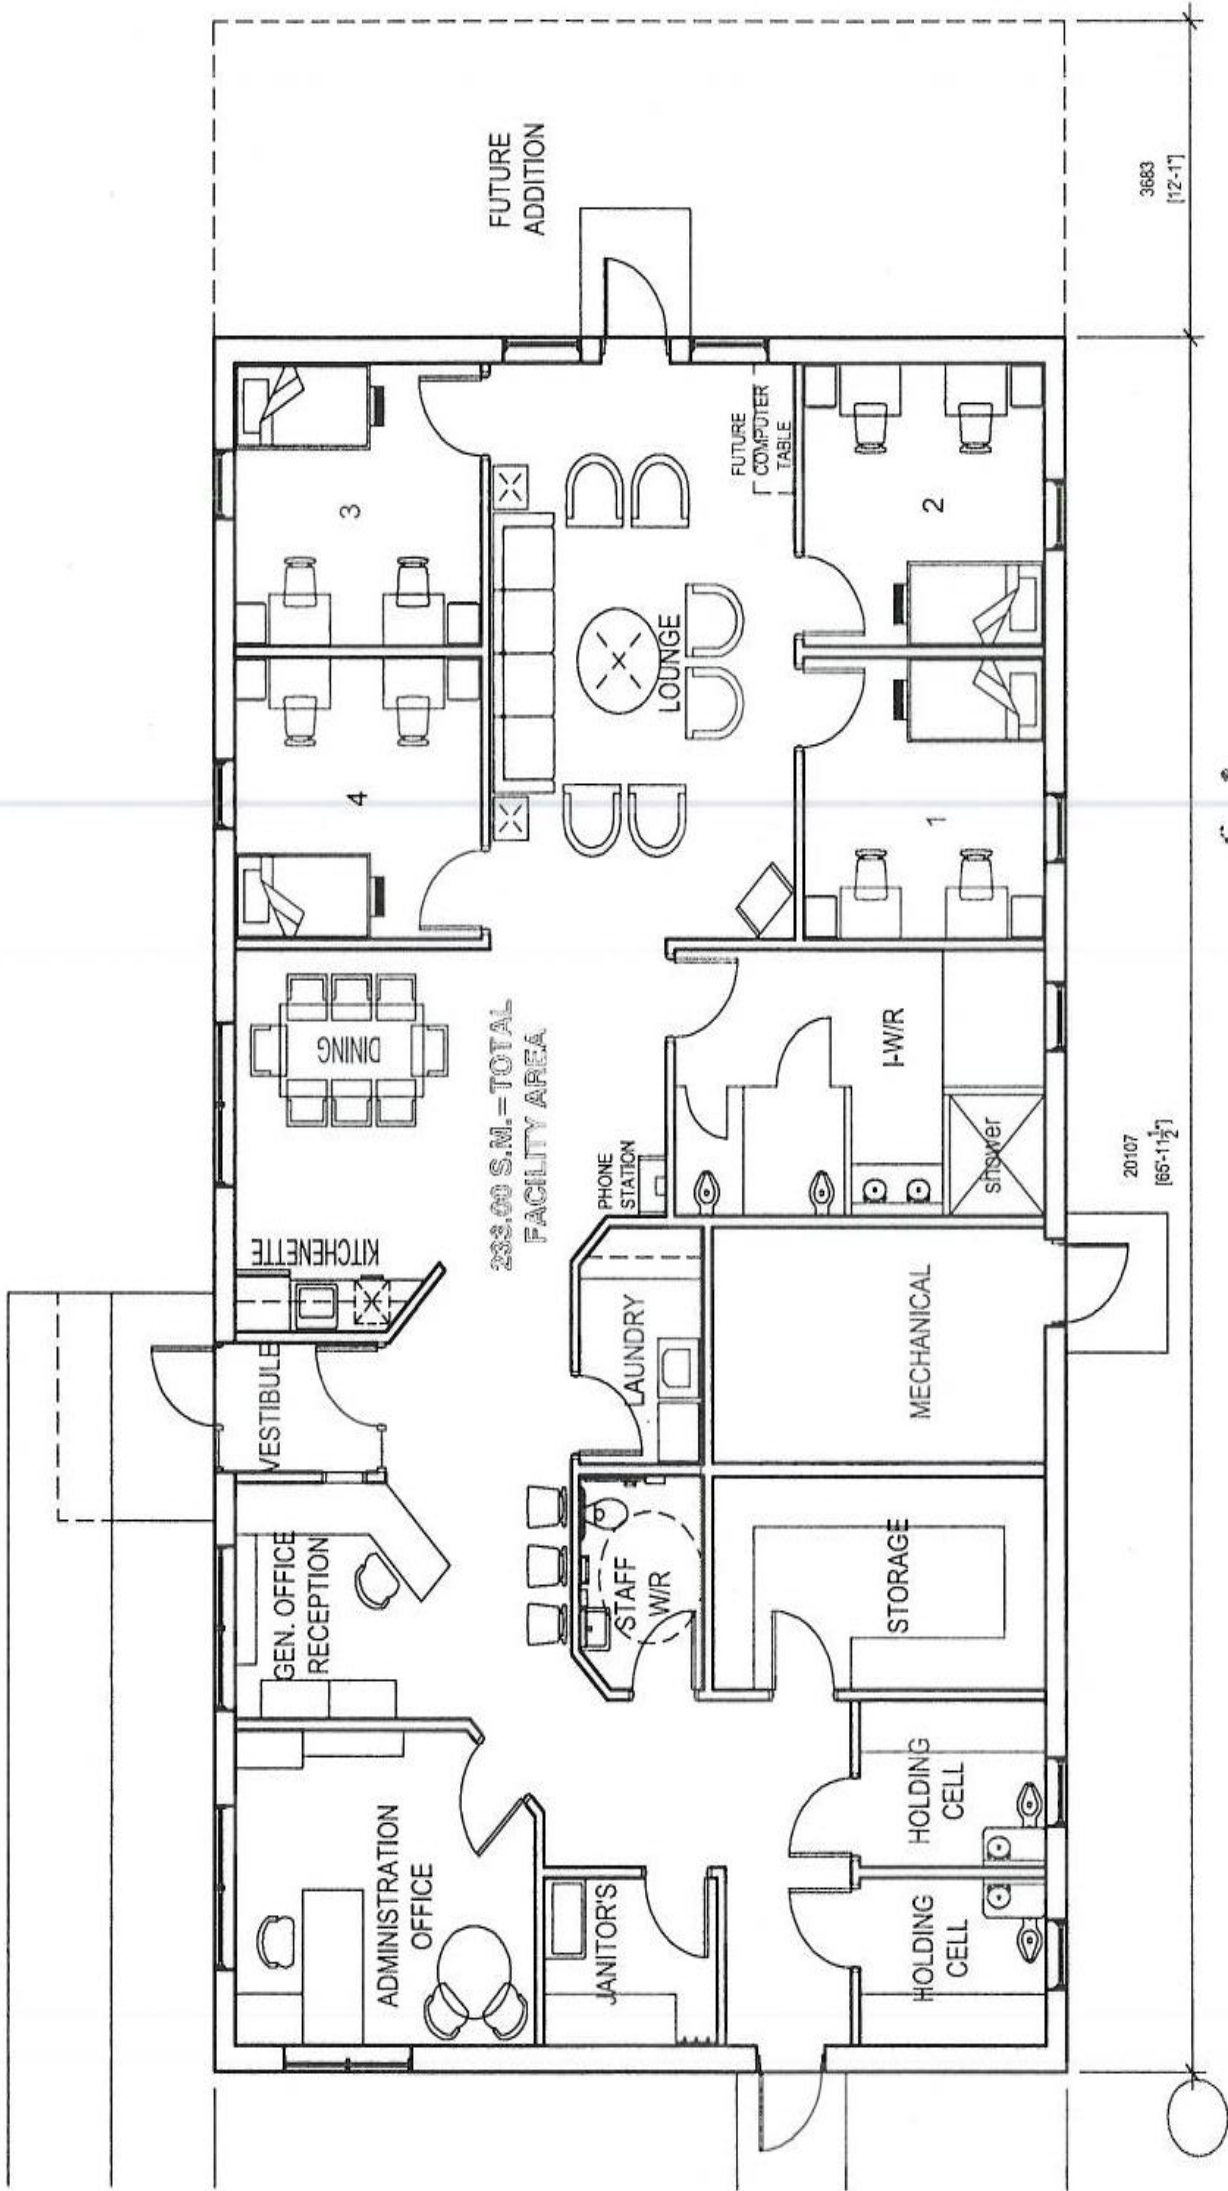 FUTURE
ADDITION
3683
[12'-1"]
3
FUTURE
COMPUTER
TABLE
2
LOUNGE
4
1
DINING
233.00 S.M.= TOTAL
FACILITY AREA
I-W/R
PHONE
STATION
shower
20107
[65'-11½"]
KITCHENETTE
VESTIBULE
LAUNDRY
MECHANICAL
GEN. OFFICE
RECEPTION
STAFF
W/R
STORAGE
ADMINISTRATION
OFFICE
JANITOR'S
HOLDING
CELL
HOLDING
CELL